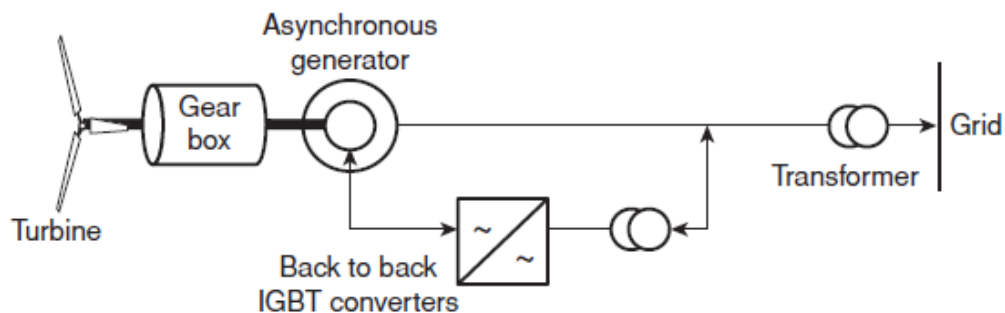 Asynchronous
generator
Gear
box
Grid
Transformer
Turbine
~
~
Back to back
IGBT converters